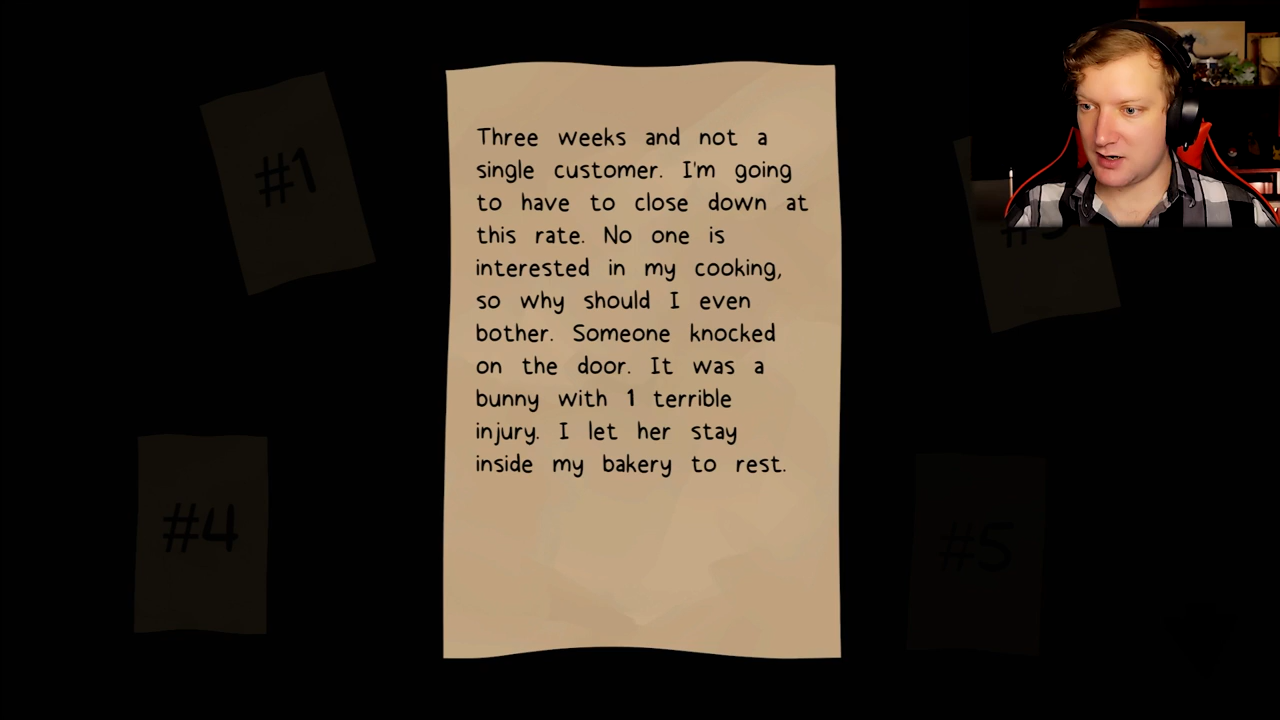 #1
Three weeks and not a
single customer. I'm going
to have to close down at
this rate. No one is
interested in my cooking,
so why should I even
bother. Someone knocked
on the door. It was a
bunny with 1 terrible
injury. I let her stay
inside my bakery to rest.
#4
#5